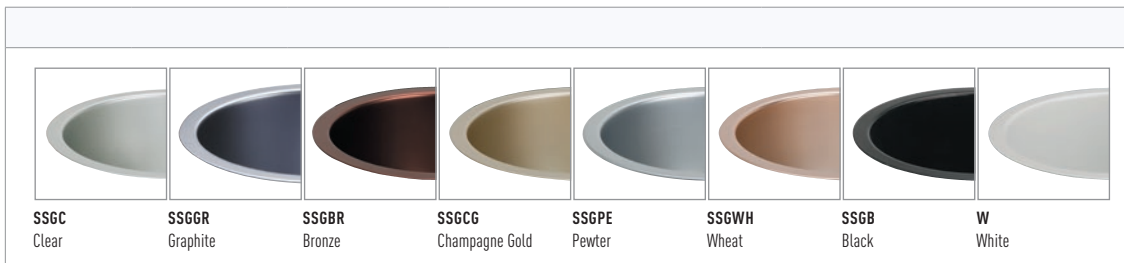 SSGC SSGGR SSGBR SSGCG SSGPE SSGWH SSGB W
Clear Graphite Bronze Champagne Gold Pewter Wheat Black White